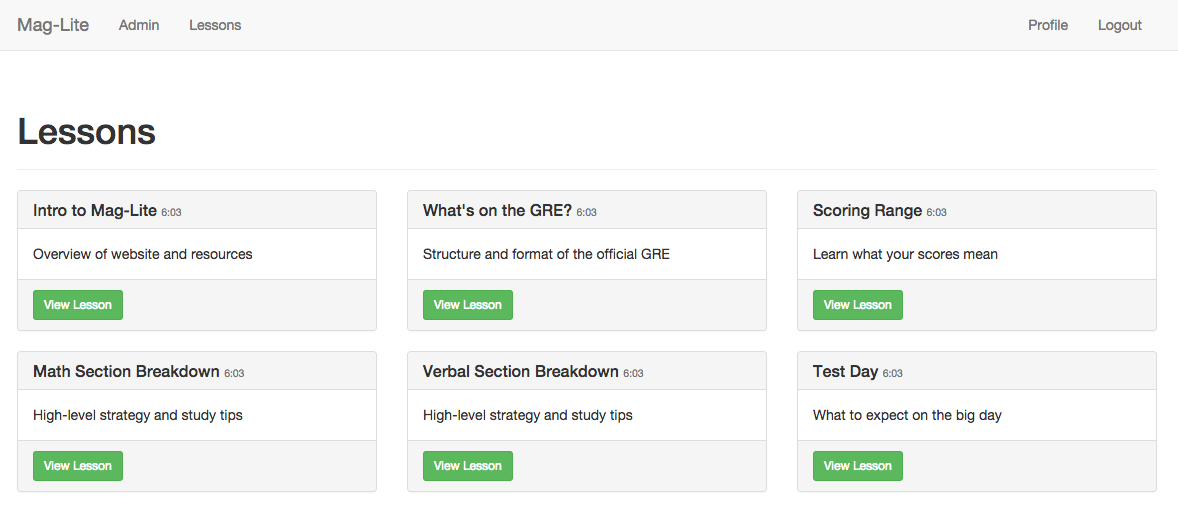 Mag-Lite Admin Lessons Profile Logout
Lessons
Intro to Mag-Lite 6:03
Overview of website and resources
View Lesson
What's on the GRE? 6:03
Structure and format of the official GRE
View Lesson
Scoring Range 6:03
Learn what your scores mean
View Lesson
Math Section Breakdown 6:03
High-level strategy and study tips
View Lesson
Verbal Section Breakdown 6:03
High-level strategy and study tips
View Lesson
Test Day 6:03
What to expect on the big day
View Lesson